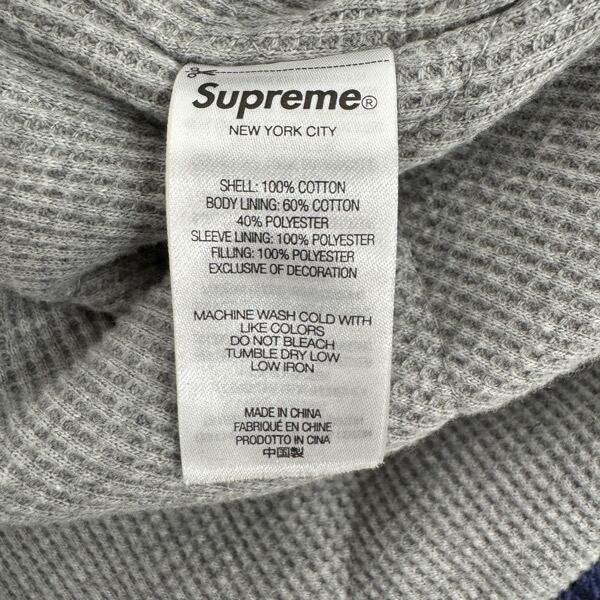 Supreme®
NEW YORK CITY
SHELL: 100% COTTON
BODY LINING: 60% COTTON
40% POLYESTER
SLEEVE LINING: 100% POLYESTER
FILLING: 100% POLYESTER
EXCLUSIVE OF DECORATION
MACHINE WASH COLD WITH
LIKE COLORS
DO NOT BLEACH
TUMBLE DRY LOW
LOW IRON
MADE IN CHINA
FABRIQUÉ EN CHINE
PRODOTTO IN CINA
中国製